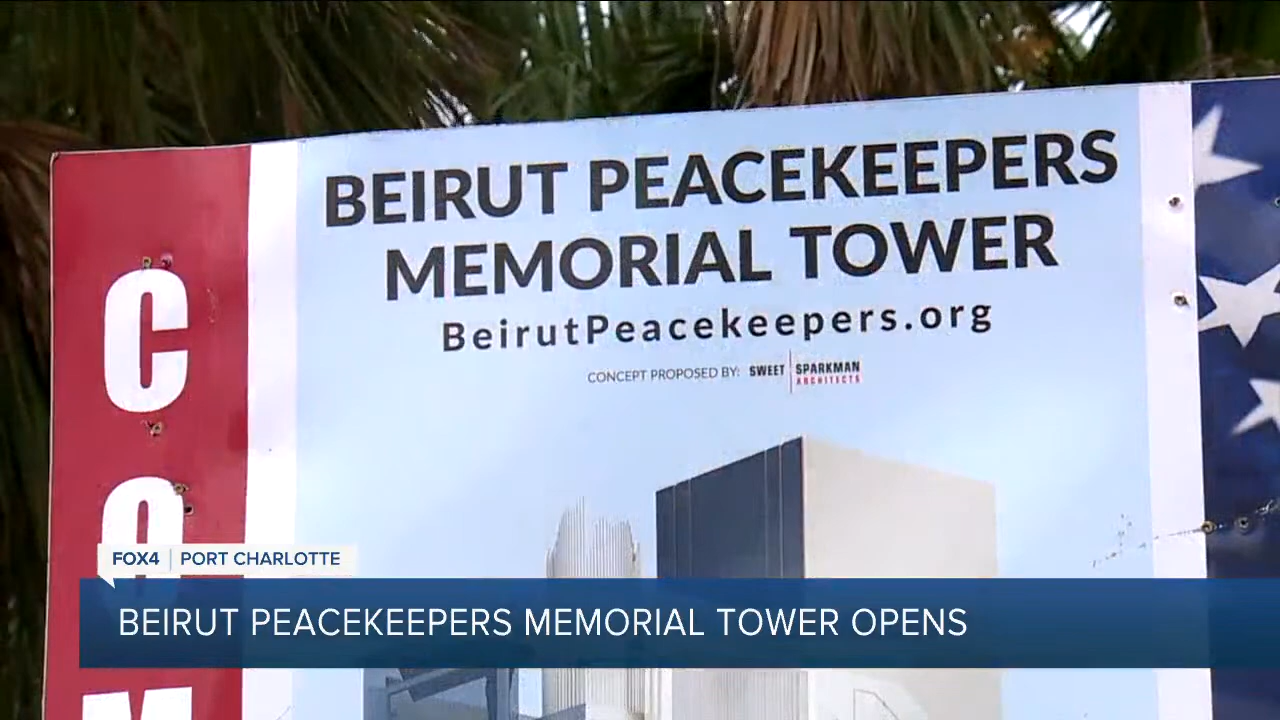 BEIRUT PEACEKEEPERS
MEMORIAL TOWER
BeirutPeacekeepers.org
CONCEPT PROPOSED BY: SWEET SPARKMAN
ARCHITECTS
C
O
M
FOX4 PORT CHARLOTTE
BEIRUT PEACEKEEPERS MEMORIAL TOWER OPENS